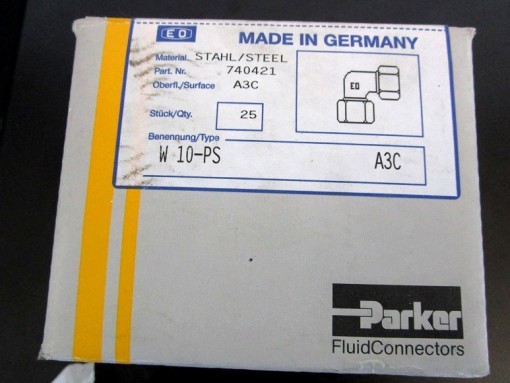 EO MADE IN GERMANY
Material. STAHL/STEEL
Part. Nr. 740421
Oberfl./Surface A3C
Stück/Qty. 25
EO
Benennung/Type
W 10-PS A3C
Parker
FluidConnectors